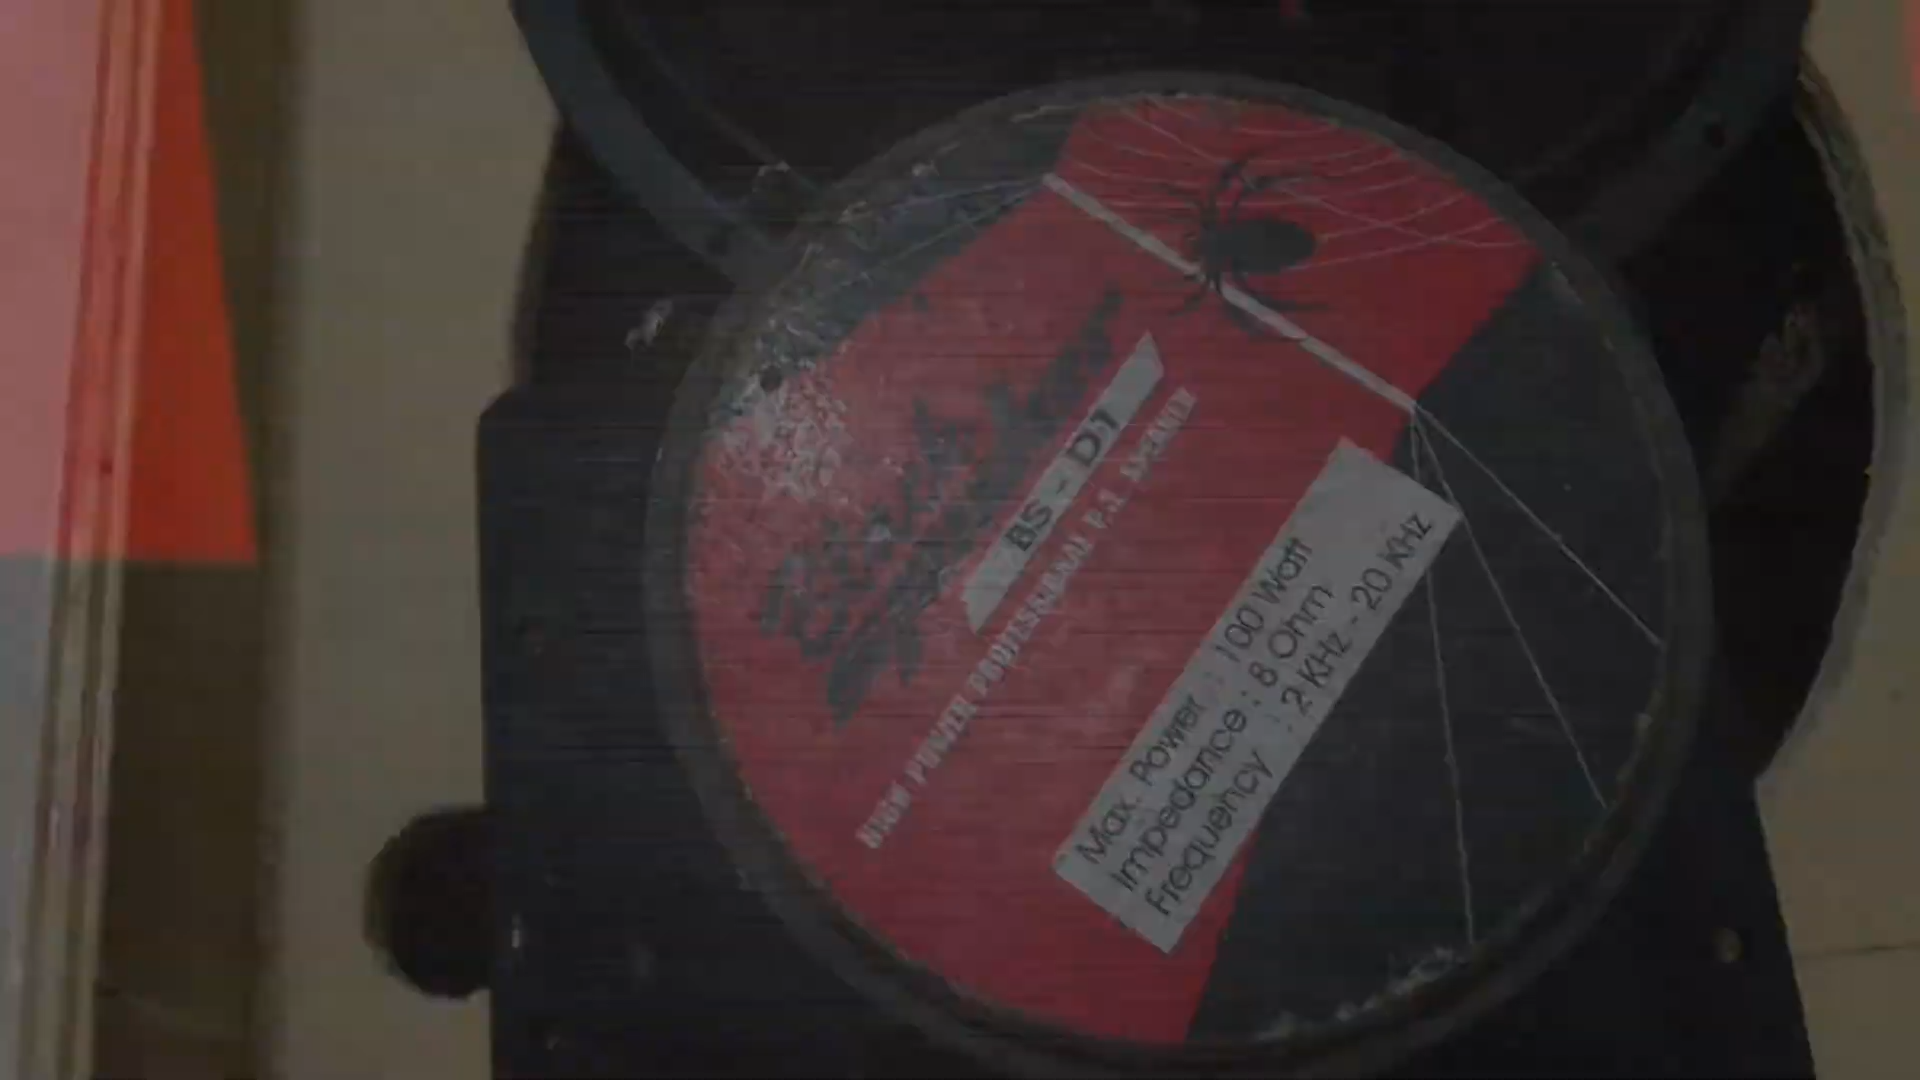 BS - D1
HIGH POWER PROFESSIONAL P.A. SPEAKER
Max. Power : 100 Watt
Impedance : 8 Ohm
Frequency : 2 KHz - 20 KHz